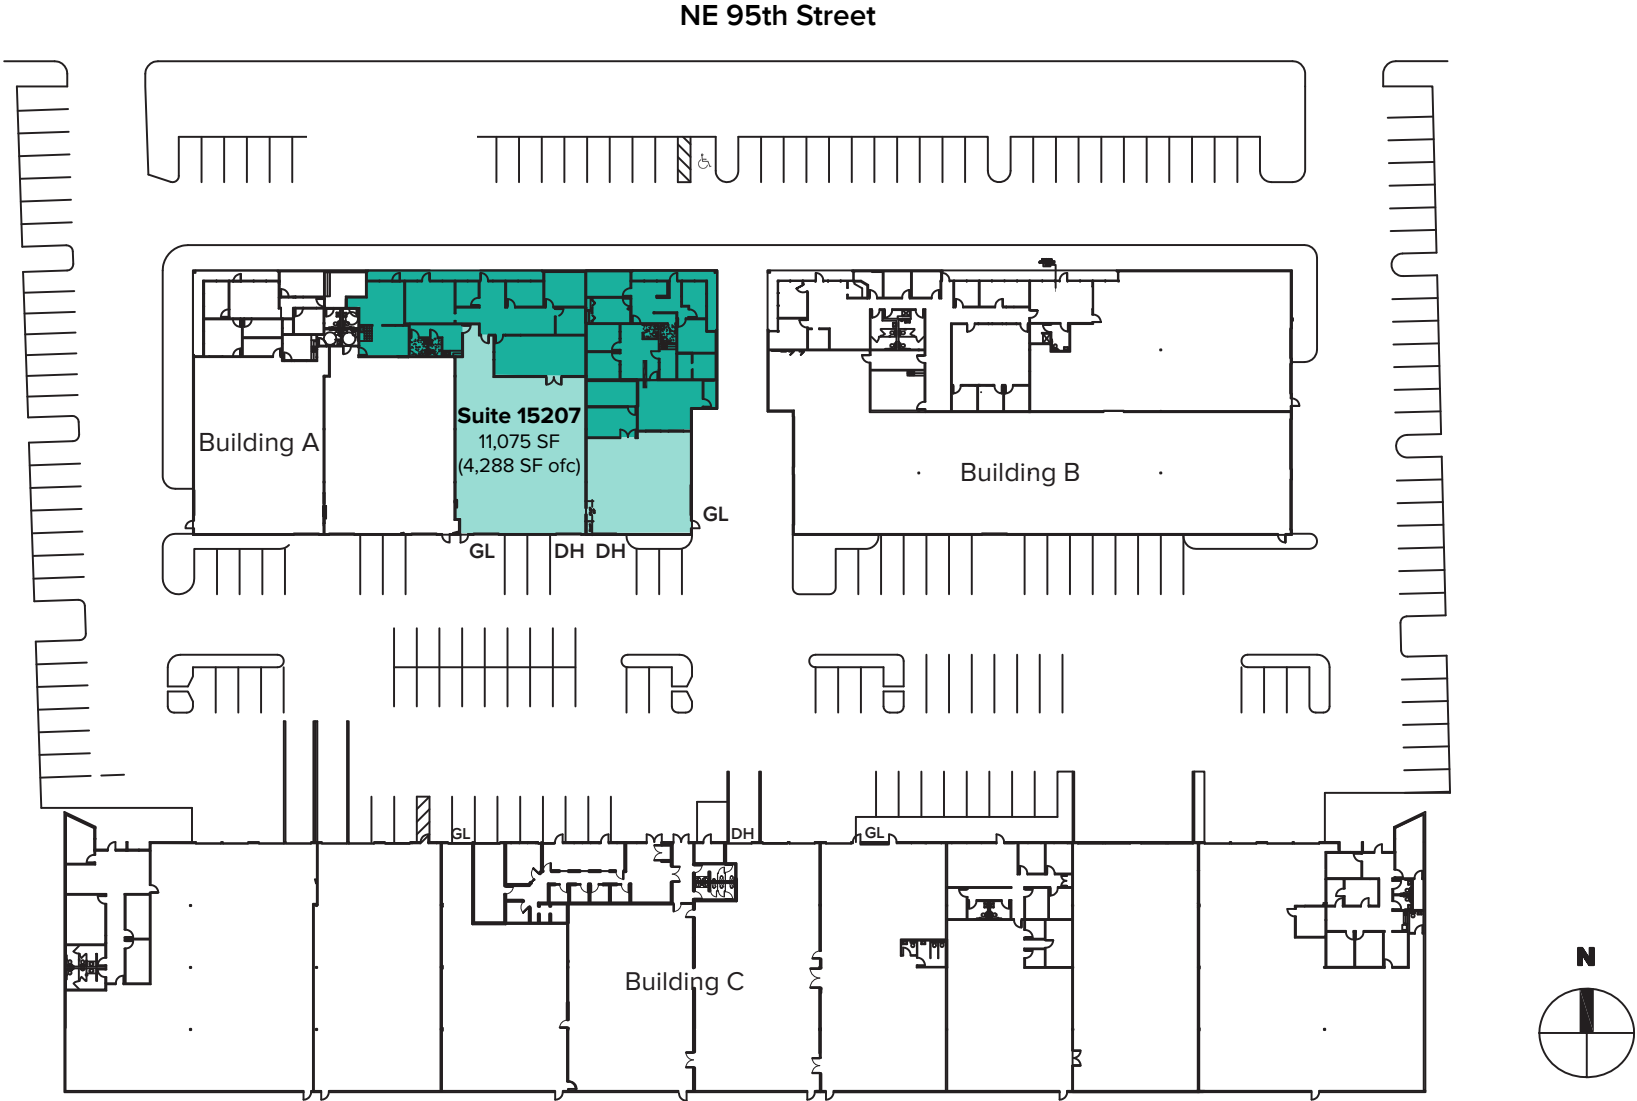 NE 95th Street
Suite 15207
11,075 SF
(4,288 SF ofc)
Building A
Building B
GL
GL
DH
DH
GL
DH
GL
Building C
N